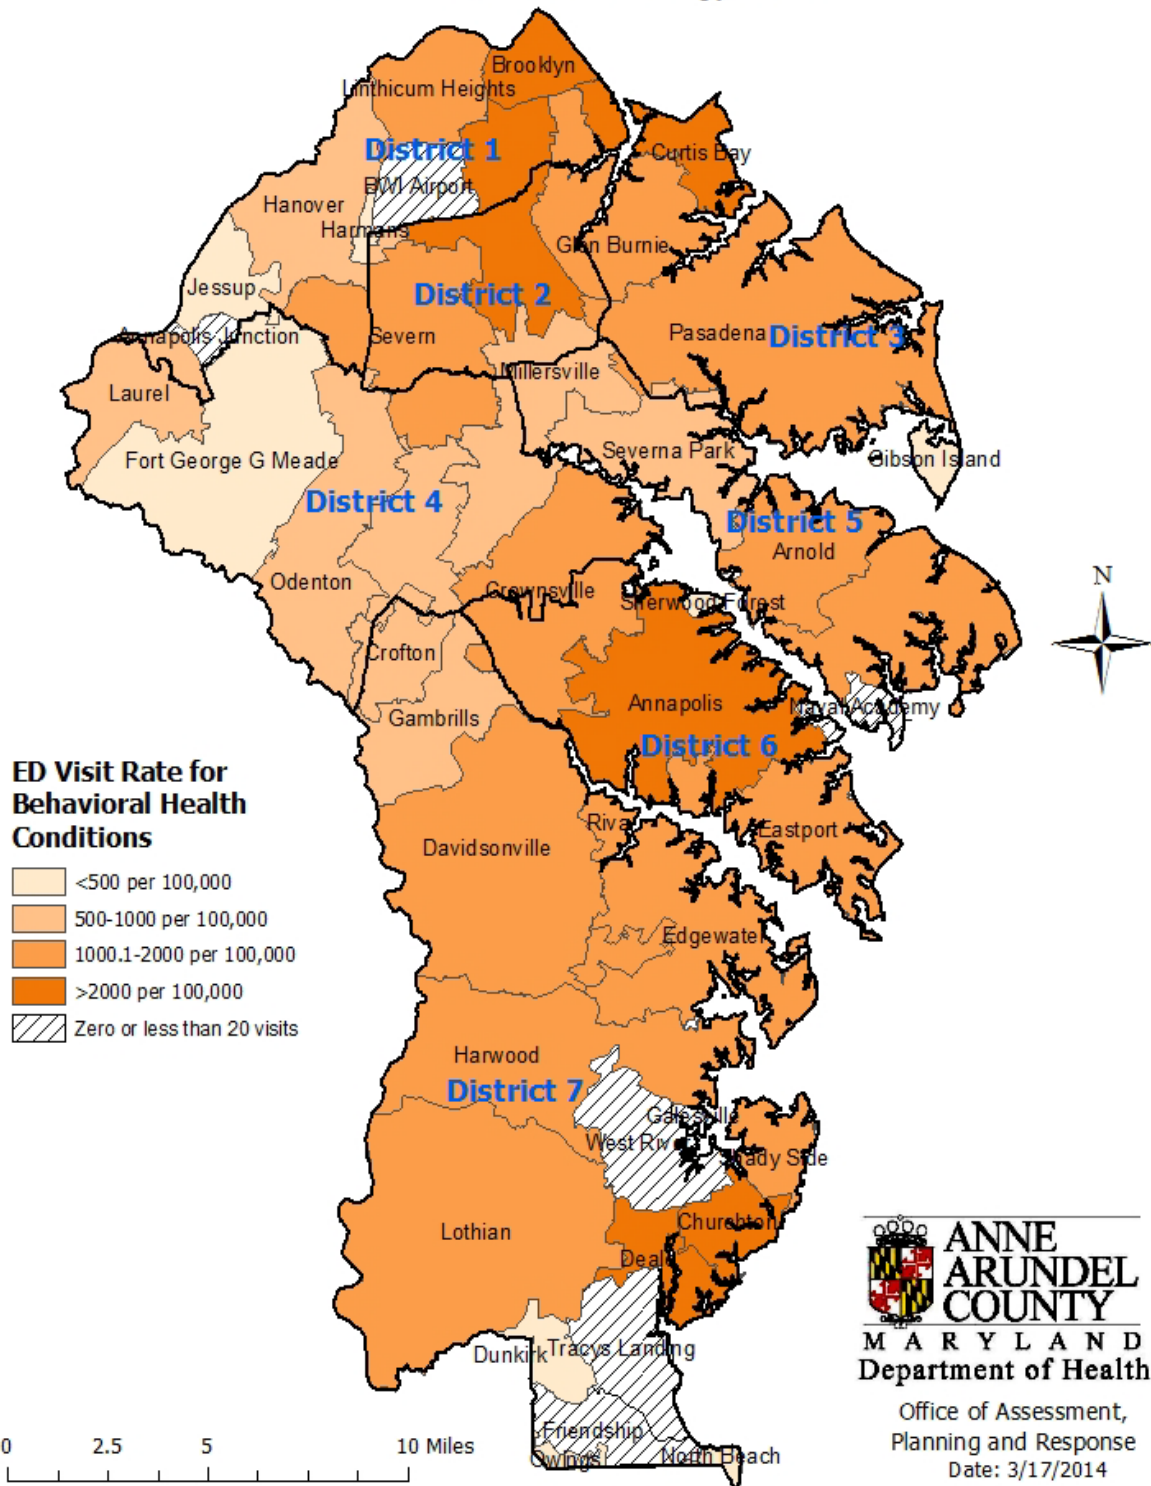 Brooklyn
Linthicum Heights
District 1
Curtis Bay
BWI Airport
Hanover
Harmans
Glen Burnie
Jessup
District 2
Annapolis Junction
Severn
Pasadena
District 3
Millersville
Laurel
Severna Park
Gibson Island
Fort George G Meade
District 4
District 5
Arnold
Odenton
Crownsville
Sherwood Forest
N
Crofton
Annapolis
Naval Academy
Gambrills
District 6
ED Visit Rate for
Behavioral Health
Conditions
<500 per 100,000
500-1000 per 100,000
1000.1-2000 per 100,000
>2000 per 100,000
Zero or less than 20 visits
Riva
Eastport
Davidsonville
Edgewater
Harwood
District 7
Galesville
West River
Shady Side
Churchton
Lothian
Deale
Dunkirk
Tracys Landing
Friendship
Owings
North Beach
0 2.5 5 10 Miles
ANNE
ARUNDEL
COUNTY
MARYLAND
Department of Health
Office of Assessment,
Planning and Response
Date: 3/17/2014